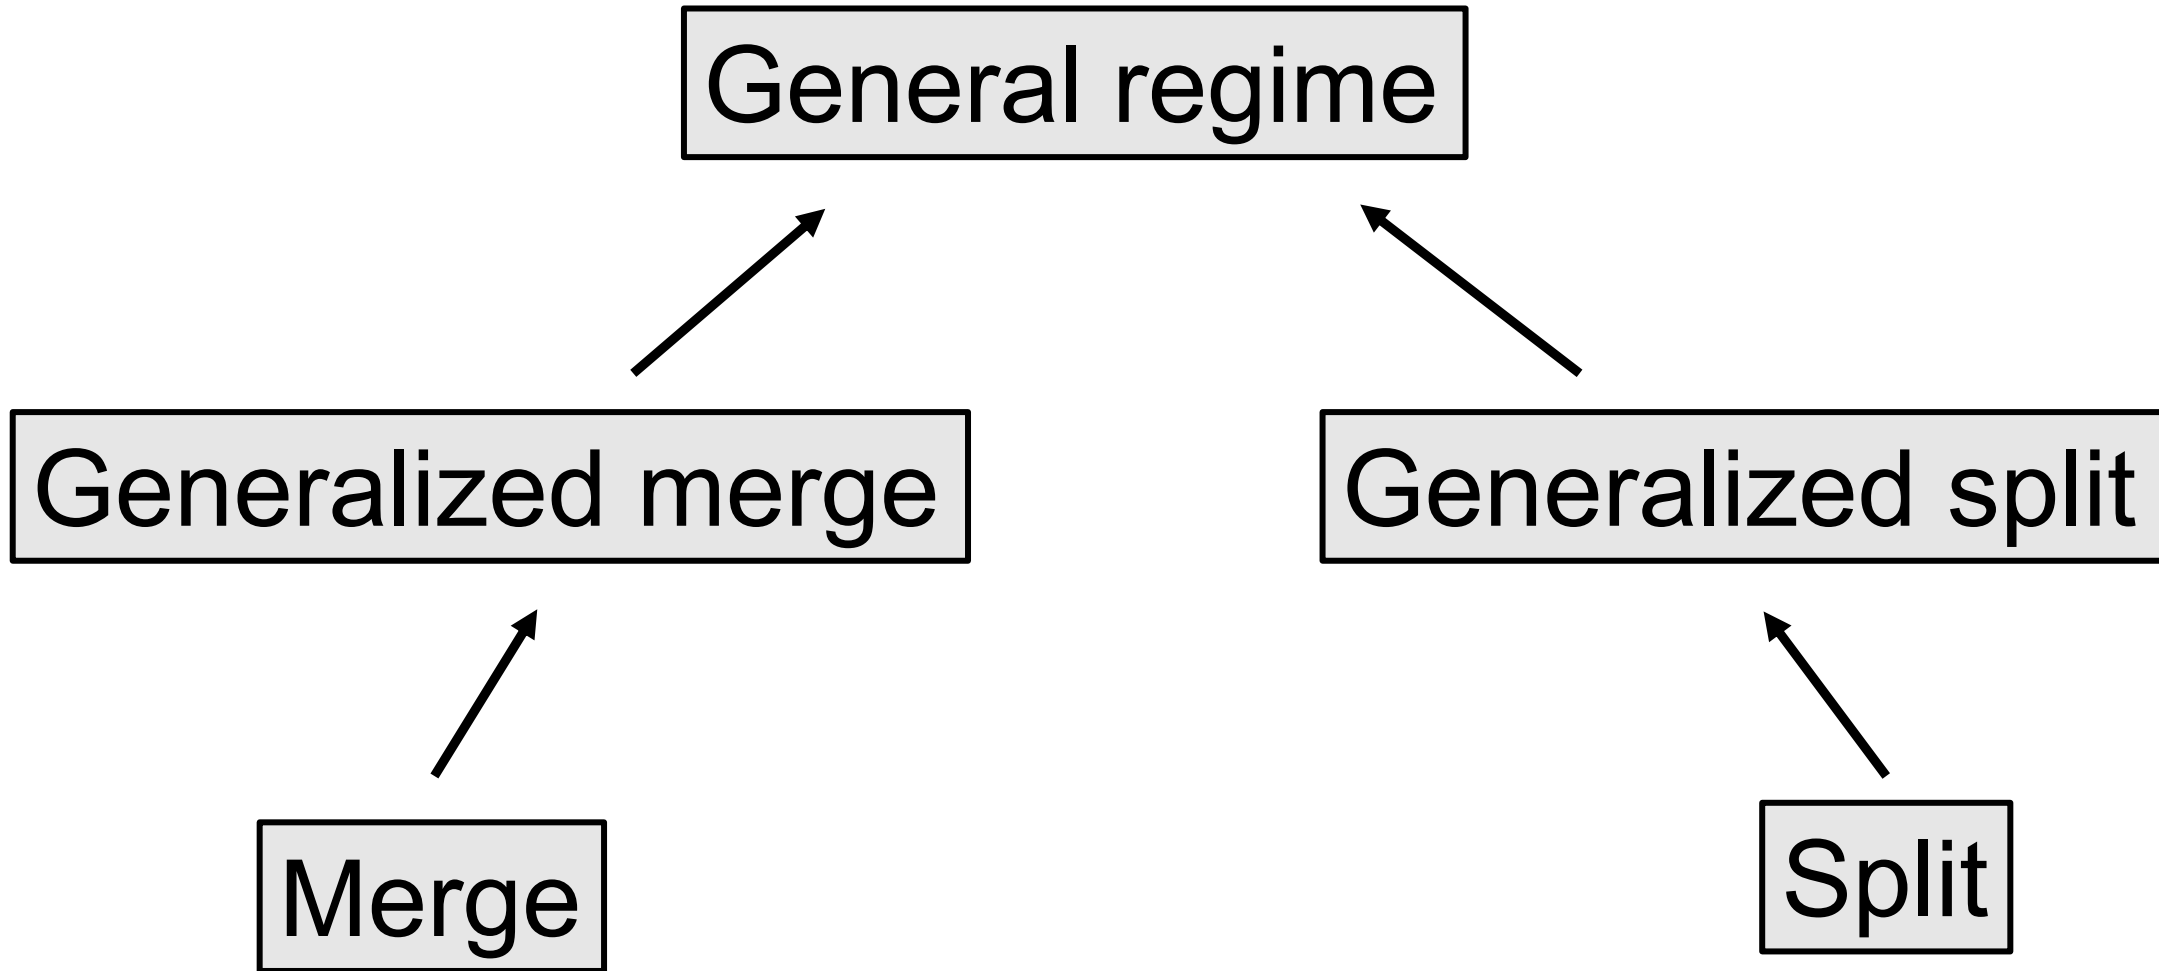 General regime
Generalized merge
Generalized split
Merge
Split